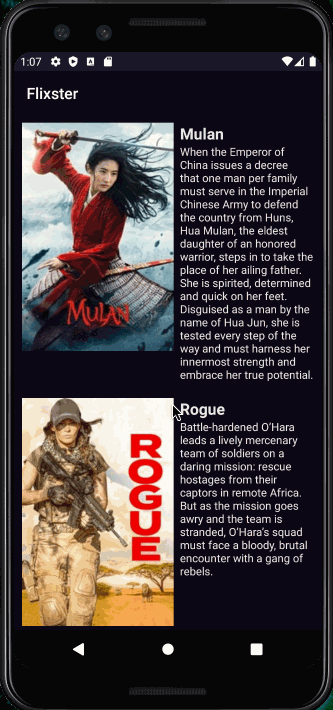 1:07
Flixster
MULAN
Mulan
When the Emperor of
China issues a decree
that one man per family
must serve in the Imperial
Chinese Army to defend
the country from Huns,
Hua Mulan, the eldest
daughter of an honored
warrior, steps in to take the
place of her ailing father.
She is spirited, determined
and quick on her feet.
Disguised as a man by the
name of Hua Jun, she is
tested every step of the
way and must harness her
innermost strength and
embrace her true potential.
ROGUE
Rogue
Battle-hardened O’Hara
leads a lively mercenary
team of soldiers on a
daring mission: rescue
hostages from their
captors in remote Africa.
But as the mission goes
awry and the team is
stranded, O’Hara’s squad
must face a bloody, brutal
encounter with a gang of
rebels.